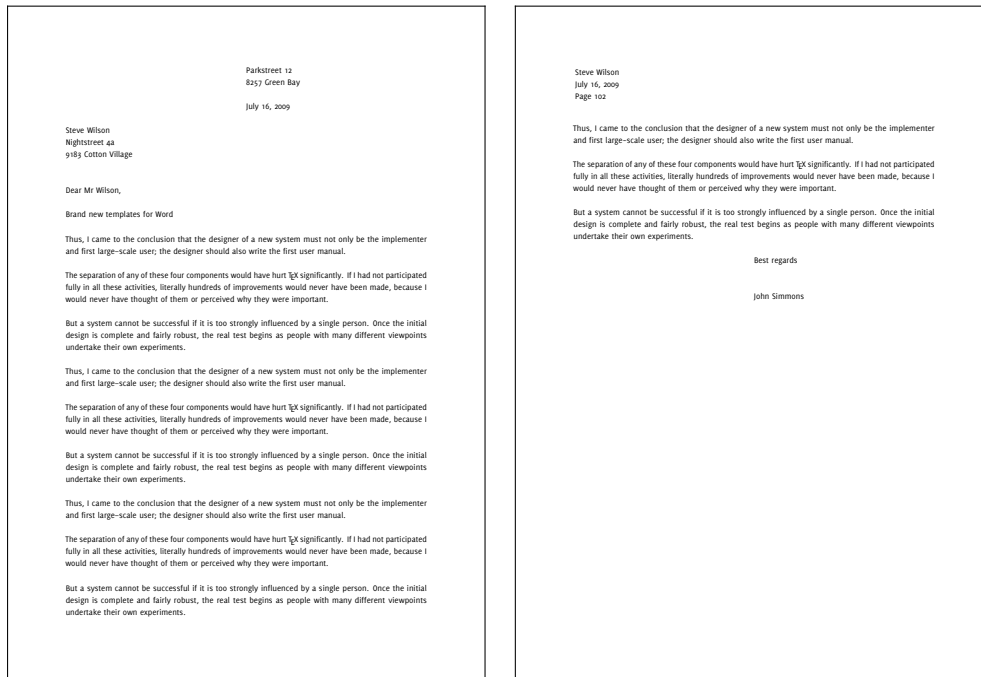 Parkstreet 12
8257 Green Bay
July 16, 2009
Steve Wilson
Nightstreet 4a
9183 Cotton Village
Dear Mr Wilson,
Brand new templates for Word
Thus, I came to the conclusion that the designer of a new system must not only be the implementer
and first large-scale user; the designer should also write the first user manual.
The separation of any of these four components would have hurt TEX significantly. If I had not participated
fully in all these activities, literally hundreds of improvements would never have been made, because I
would never have thought of them or perceived why they were important.
But a system cannot be successful if it is too strongly influenced by a single person. Once the initial
design is complete and fairly robust, the real test begins as people with many different viewpoints
undertake their own experiments.
Thus, I came to the conclusion that the designer of a new system must not only be the implementer
and first large-scale user; the designer should also write the first user manual.
The separation of any of these four components would have hurt TEX significantly. If I had not participated
fully in all these activities, literally hundreds of improvements would never have been made, because I
would never have thought of them or perceived why they were important.
But a system cannot be successful if it is too strongly influenced by a single person. Once the initial
design is complete and fairly robust, the real test begins as people with many different viewpoints
undertake their own experiments.
Thus, I came to the conclusion that the designer of a new system must not only be the implementer
and first large-scale user; the designer should also write the first user manual.
The separation of any of these four components would have hurt TEX significantly. If I had not participated
fully in all these activities, literally hundreds of improvements would never have been made, because I
would never have thought of them or perceived why they were important.
But a system cannot be successful if it is too strongly influenced by a single person. Once the initial
design is complete and fairly robust, the real test begins as people with many different viewpoints
undertake their own experiments.
Steve Wilson
July 16, 2009
Page 102
Thus, I came to the conclusion that the designer of a new system must not only be the implementer
and first large-scale user; the designer should also write the first user manual.
The separation of any of these four components would have hurt TEX significantly. If I had not participated
fully in all these activities, literally hundreds of improvements would never have been made, because I
would never have thought of them or perceived why they were important.
But a system cannot be successful if it is too strongly influenced by a single person. Once the initial
design is complete and fairly robust, the real test begins as people with many different viewpoints
undertake their own experiments.
Best regards
John Simmons